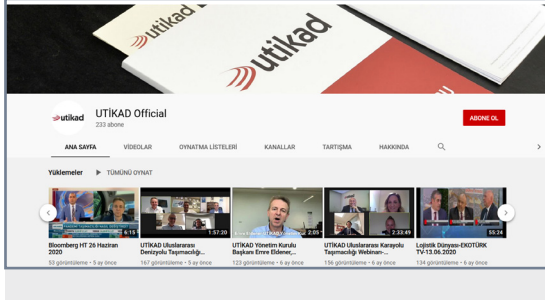 utikad
utikad
utikad
UTİKAD Official
233 abone
ABONE OL
ANA SAYFA VİDEOLAR OYNATMA LİSTELERİ KANALLAR TARTIŞMA HAKKINDA
Yüklemeler TÜMÜNÜ OYNAT
6:15 1:57:20 2:05 2:33:49 55:24
Bloomberg HT 26 Haziran 2020
53 görüntüleme • 5 ay önce
UTİKAD Uluslararası Denizyolu Taşımacılığı...
167 görüntüleme • 5 ay önce
UTİKAD Yönetim Kurulu Başkanı Emre Eldener,...
123 görüntüleme • 6 ay önce
UTİKAD Uluslararası Karayolu Taşımacılığı Webinarı-...
156 görüntüleme • 6 ay önce
Lojistik Dünyası-EKOTÜRK TV-13.06.2020
134 görüntüleme • 6 ay önce